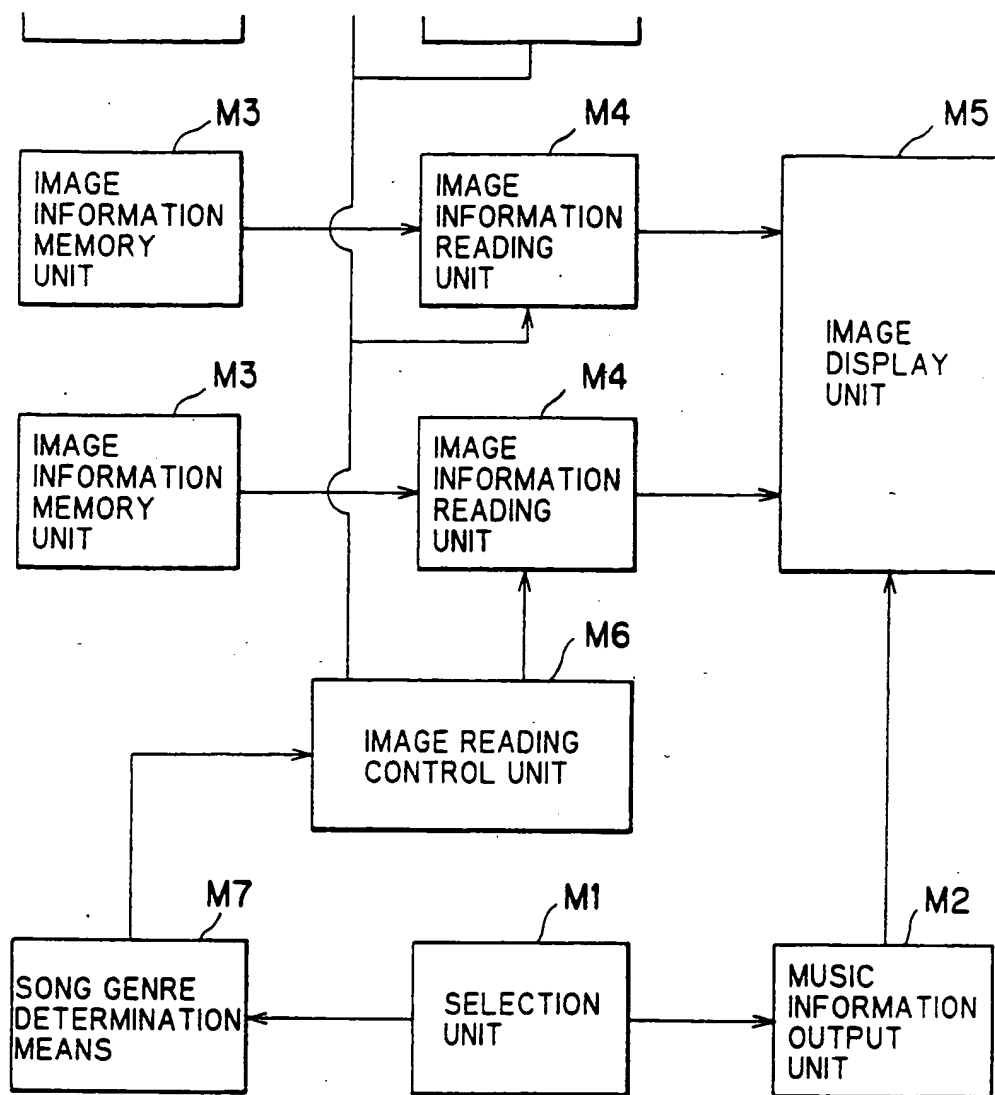 M3
M4
M5
IMAGE
INFORMATION
MEMORY
UNIT
IMAGE
INFORMATION
READING
UNIT
IMAGE
DISPLAY
UNIT
M3
M4
IMAGE
INFORMATION
MEMORY
UNIT
IMAGE
INFORMATION
READING
UNIT
M6
IMAGE READING
CONTROL UNIT
M7
M1
M2
SONG GENRE
DETERMINATION
MEANS
SELECTION
UNIT
MUSIC
INFORMATION
OUTPUT
UNIT